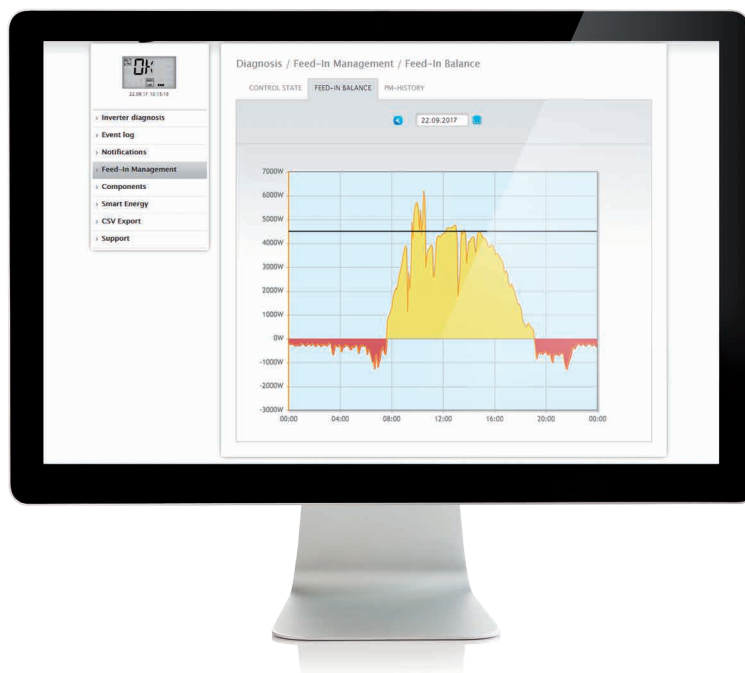 OK
22.09.17 10:15:10
Diagnosis / Feed-In Management / Feed-In Balance
CONTROL STATE FEED-IN BALANCE PM-HISTORY
22.09.2017
› Inverter diagnosis
› Event log
› Notifications
› Feed-In Management
› Components
› Smart Energy
› CSV Export
› Support
7000W
6000W
5000W
4000W
3000W
2000W
1000W
0W
-1000W
-2000W
-3000W
00:00 04:00 08:00 12:00 16:00 20:00 00:00